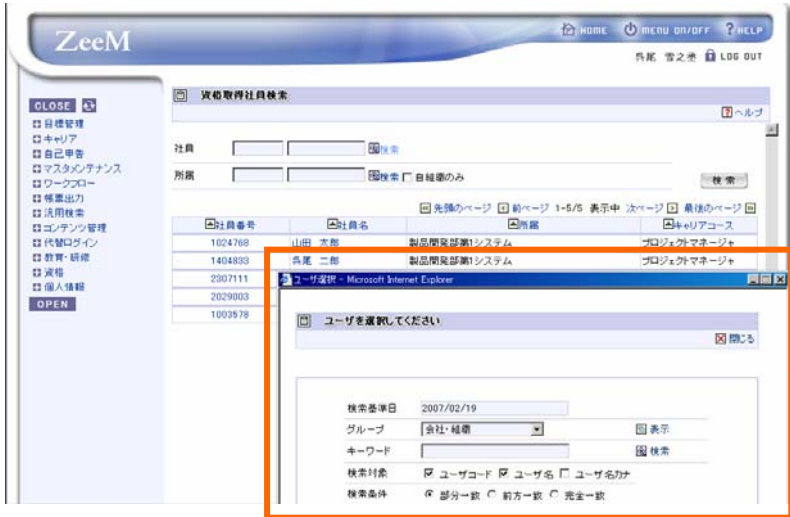 ZeeM
HOME MENU ON/OFF ? HELP
呉尾 雪之丞 LOG OUT
CLOSE
目標管理
キャリア
自己申告
マスタメンテナンス
ワークフロー
帳票出力
汎用検索
コンテンツ管理
代替ログイン
教育・研修
資格
個人情報
OPEN
資格取得社員検索
? ヘルプ
社員 検索
所属 検索 自組織のみ
検索
先頭のページ 前ページ 1-5/5 表示中 次ページ 最後のページ
社員番号 社員名 所属 キャリアコース
1024768 山田 太郎 製品開発部第1システム プロジェクトマネージャ
1404833 呉尾 二郎 製品開発部第1システム プロジェクトマネージャ
2307111
2029003
1003578
ユーザ選択 - Microsoft Internet Explorer
ユーザを選択してください
閉じる
検索基準日 2007/02/19
グループ 会社・組織 表示
キーワード 検索
検索対象 ユーザコード ユーザ名 ユーザ名カナ
検索条件 部分一致 前方一致 完全一致